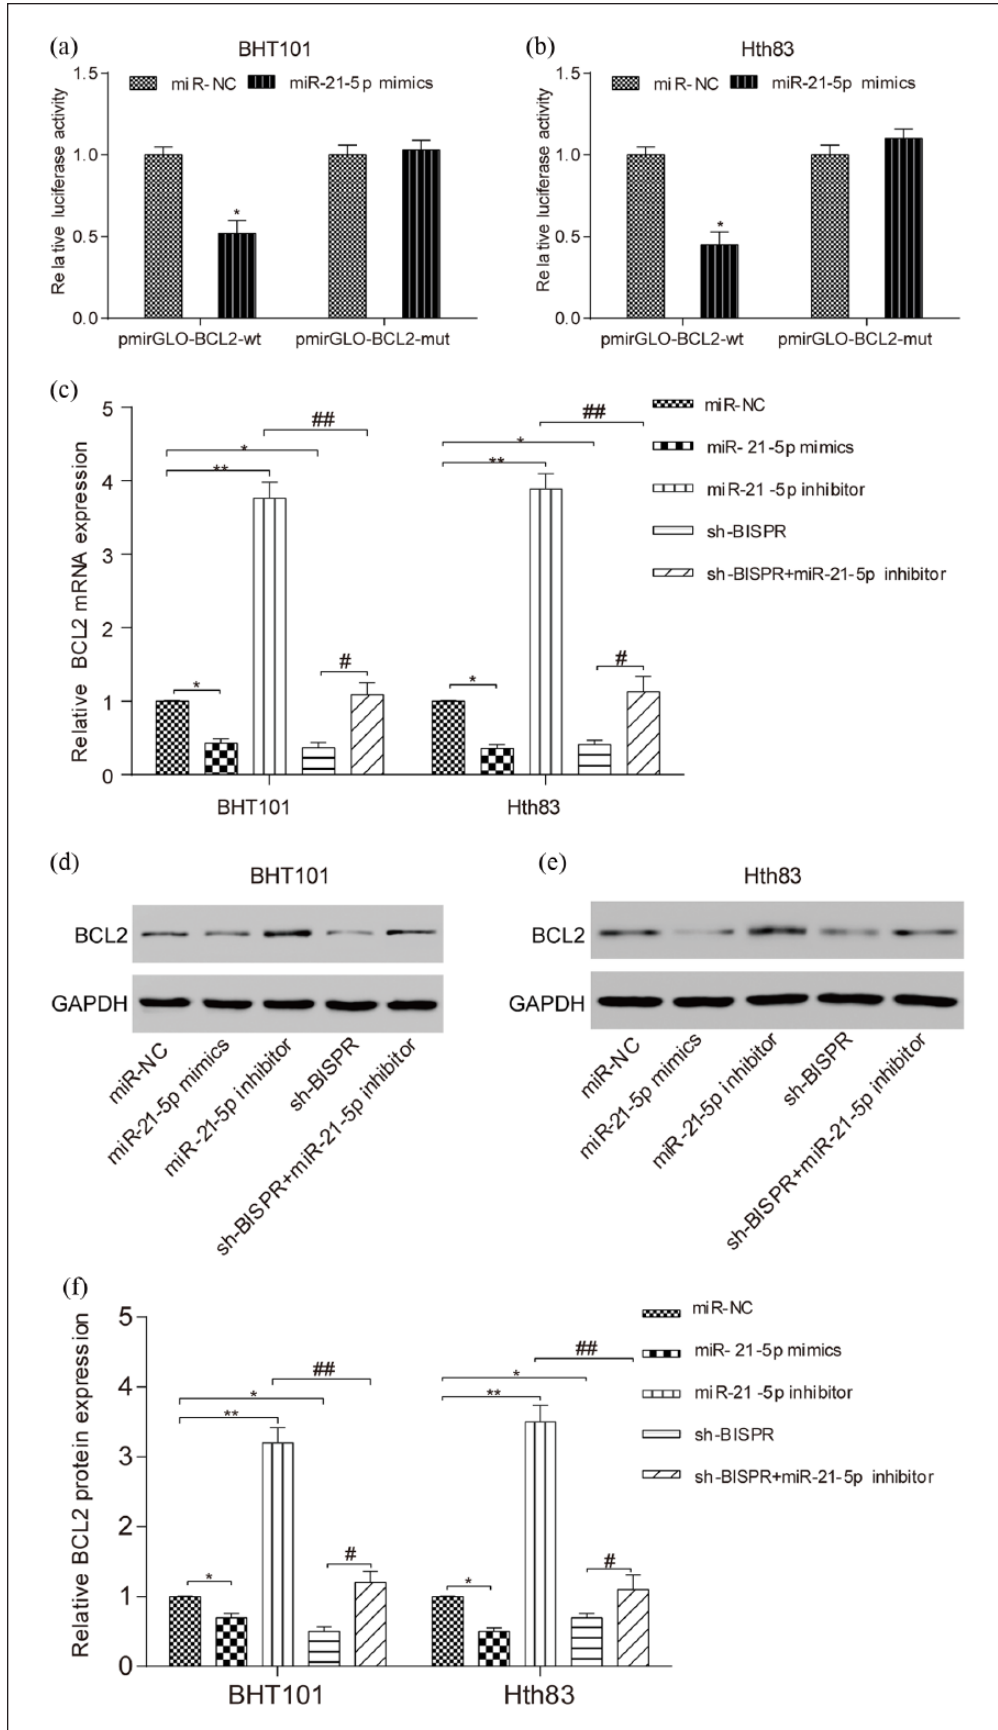 (a)
BHT101
miR-NC
miR-21-5p mimics
Relative luciferase activity
1.5
1.0
0.5
0.0
*
pmirGLO-BCL2-wt
pmirGLO-BCL2-mut
(b)
Hth83
miR-NC
miR-21-5p mimics
Relative luciferase activity
1.5
1.0
0.5
0.0
*
pmirGLO-BCL2-wt
pmirGLO-BCL2-mut
(c)
Relative BCL2 mRNA expression
5
4
3
2
1
0
##
*
**
*
#
##
*
**
*
#
BHT101
Hth83
miR-NC
miR- 21-5p mimics
miR-21 -5p inhibitor
sh-BISPR
sh-BISPR+miR-21-5p inhibitor
(d)
BHT101
BCL2
GAPDH
miR-NC
miR-21-5p mimics
miR-21-5p inhibitor
sh-BISPR
sh-BISPR+miR-21-5p inhibitor
(e)
Hth83
BCL2
GAPDH
miR-NC
miR-21-5p mimics
miR-21-5p inhibitor
sh-BISPR
sh-BISPR+miR-21-5p inhibitor
(f)
Relative BCL2 protein expression
5
4
3
2
1
0
##
*
**
*
#
##
*
**
*
#
BHT101
Hth83
miR-NC
miR- 21-5p mimics
miR-21 -5p inhibitor
sh-BISPR
sh-BISPR+miR-21-5p inhibitor